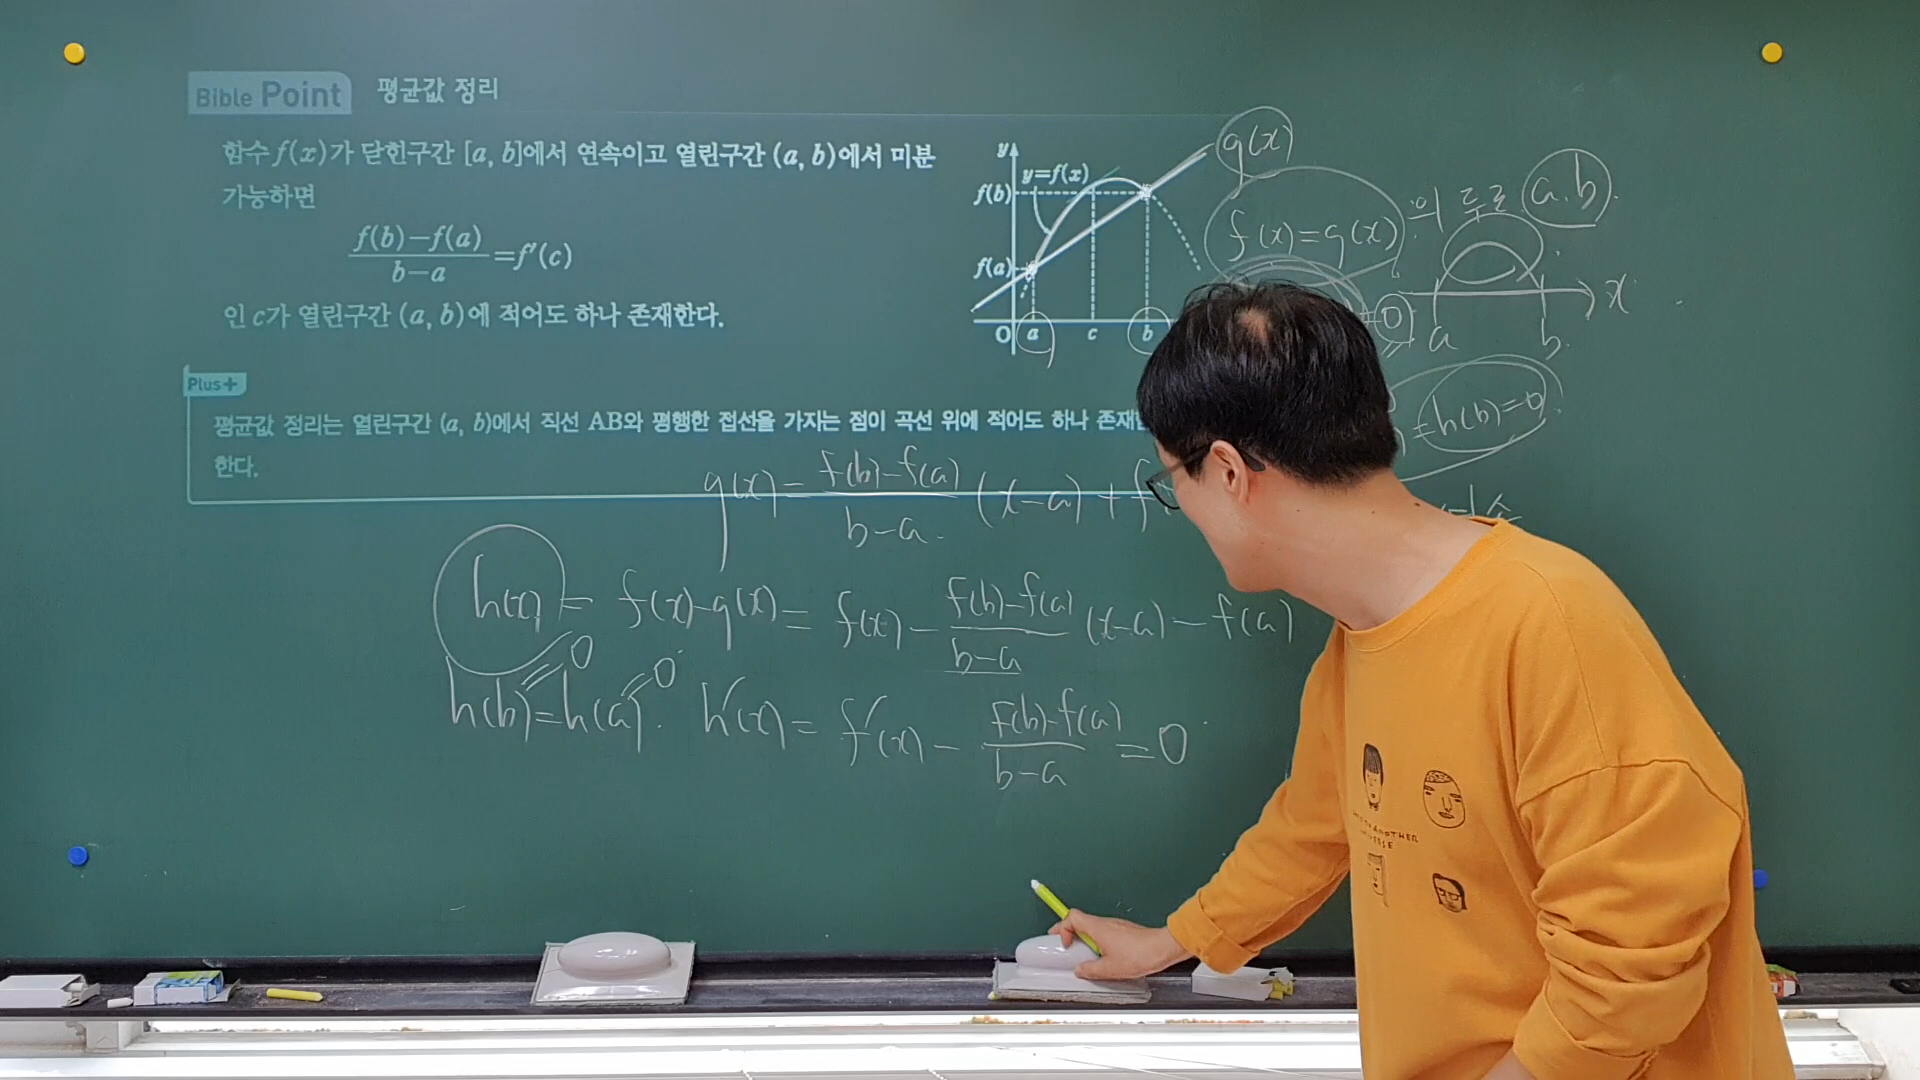 Bible Point 평균값 정리
함수 f(x)가 닫힌구간 [a, b]에서 연속이고 열린구간 (a, b)에서 미분
가능하면
f(b)-f(a)
b-a
=f'(c)
인 c가 열린구간 (a, b)에 적어도 하나 존재한다.
y
y=f(x)
f(b)
f(a)
O a c b
g(x)
f(x)=g(x) 의 두근 a, b
=0
a b x
=h(b)=0
Plus+
평균값 정리는 열린구간 (a, b)에서 직선 AB와 평행한 접선을 가지는 점이 곡선 위에 적어도 하나
한다.
g(x) = f(b)-f(a)
b-a
(x-a) + f
h(x) = f(x)-g(x) = f(x) - f(b)-f(a)
b-a
(x-a) - f(a)
h(b)=h(a)
=0 =0
h'(x) = f'(x) - f(b)-f(a)
b-a
=0